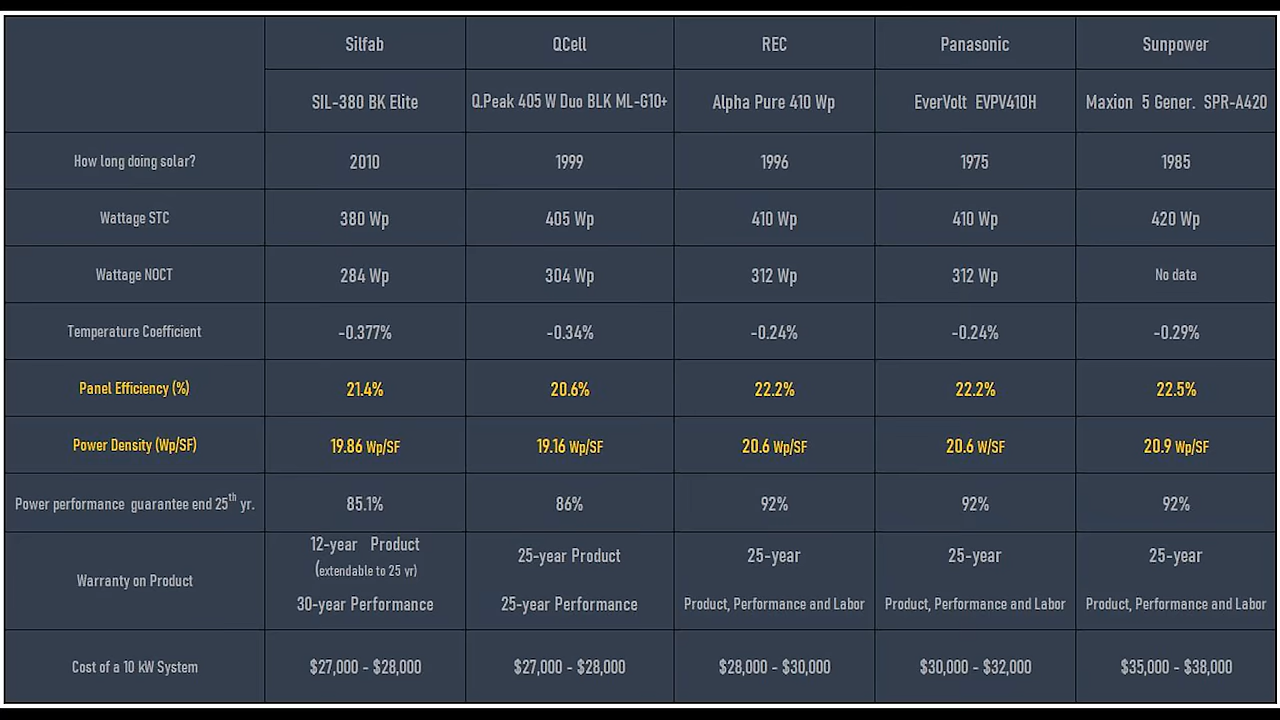 Silfab QCell REC Panasonic Sunpower
SIL-380 BK Elite Q.Peak 405 W Duo BLK ML-G10+ Alpha Pure 410 Wp EverVolt EVPV410H Maxion 5 Gener. SPR-A420
How long doing solar? 2010 1999 1996 1975 1985
Wattage STC 380 Wp 405 Wp 410 Wp 410 Wp 420 Wp
Wattage NOCT 284 Wp 304 Wp 312 Wp 312 Wp No data
Temperature Coefficient -0.377% -0.34% -0.24% -0.24% -0.29%
Panel Efficiency (%) 21.4% 20.6% 22.2% 22.2% 22.5%
Power Density (Wp/SF) 19.86 Wp/SF 19.16 Wp/SF 20.6 Wp/SF 20.6 W/SF 20.9 Wp/SF
Power performance guarantee end 25th yr. 85.1% 86% 92% 92% 92%
12-year Product
25-year Product 25-year 25-year 25-year
(extendable to 25 yr)
Warranty on Product
30-year Performance 25-year Performance Product, Performance and Labor Product, Performance and Labor Product, Performance and Labor
Cost of a 10 kW System $27,000 - $28,000 $27,000 - $28,000 $28,000 - $30,000 $30,000 - $32,000 $35,000 - $38,000